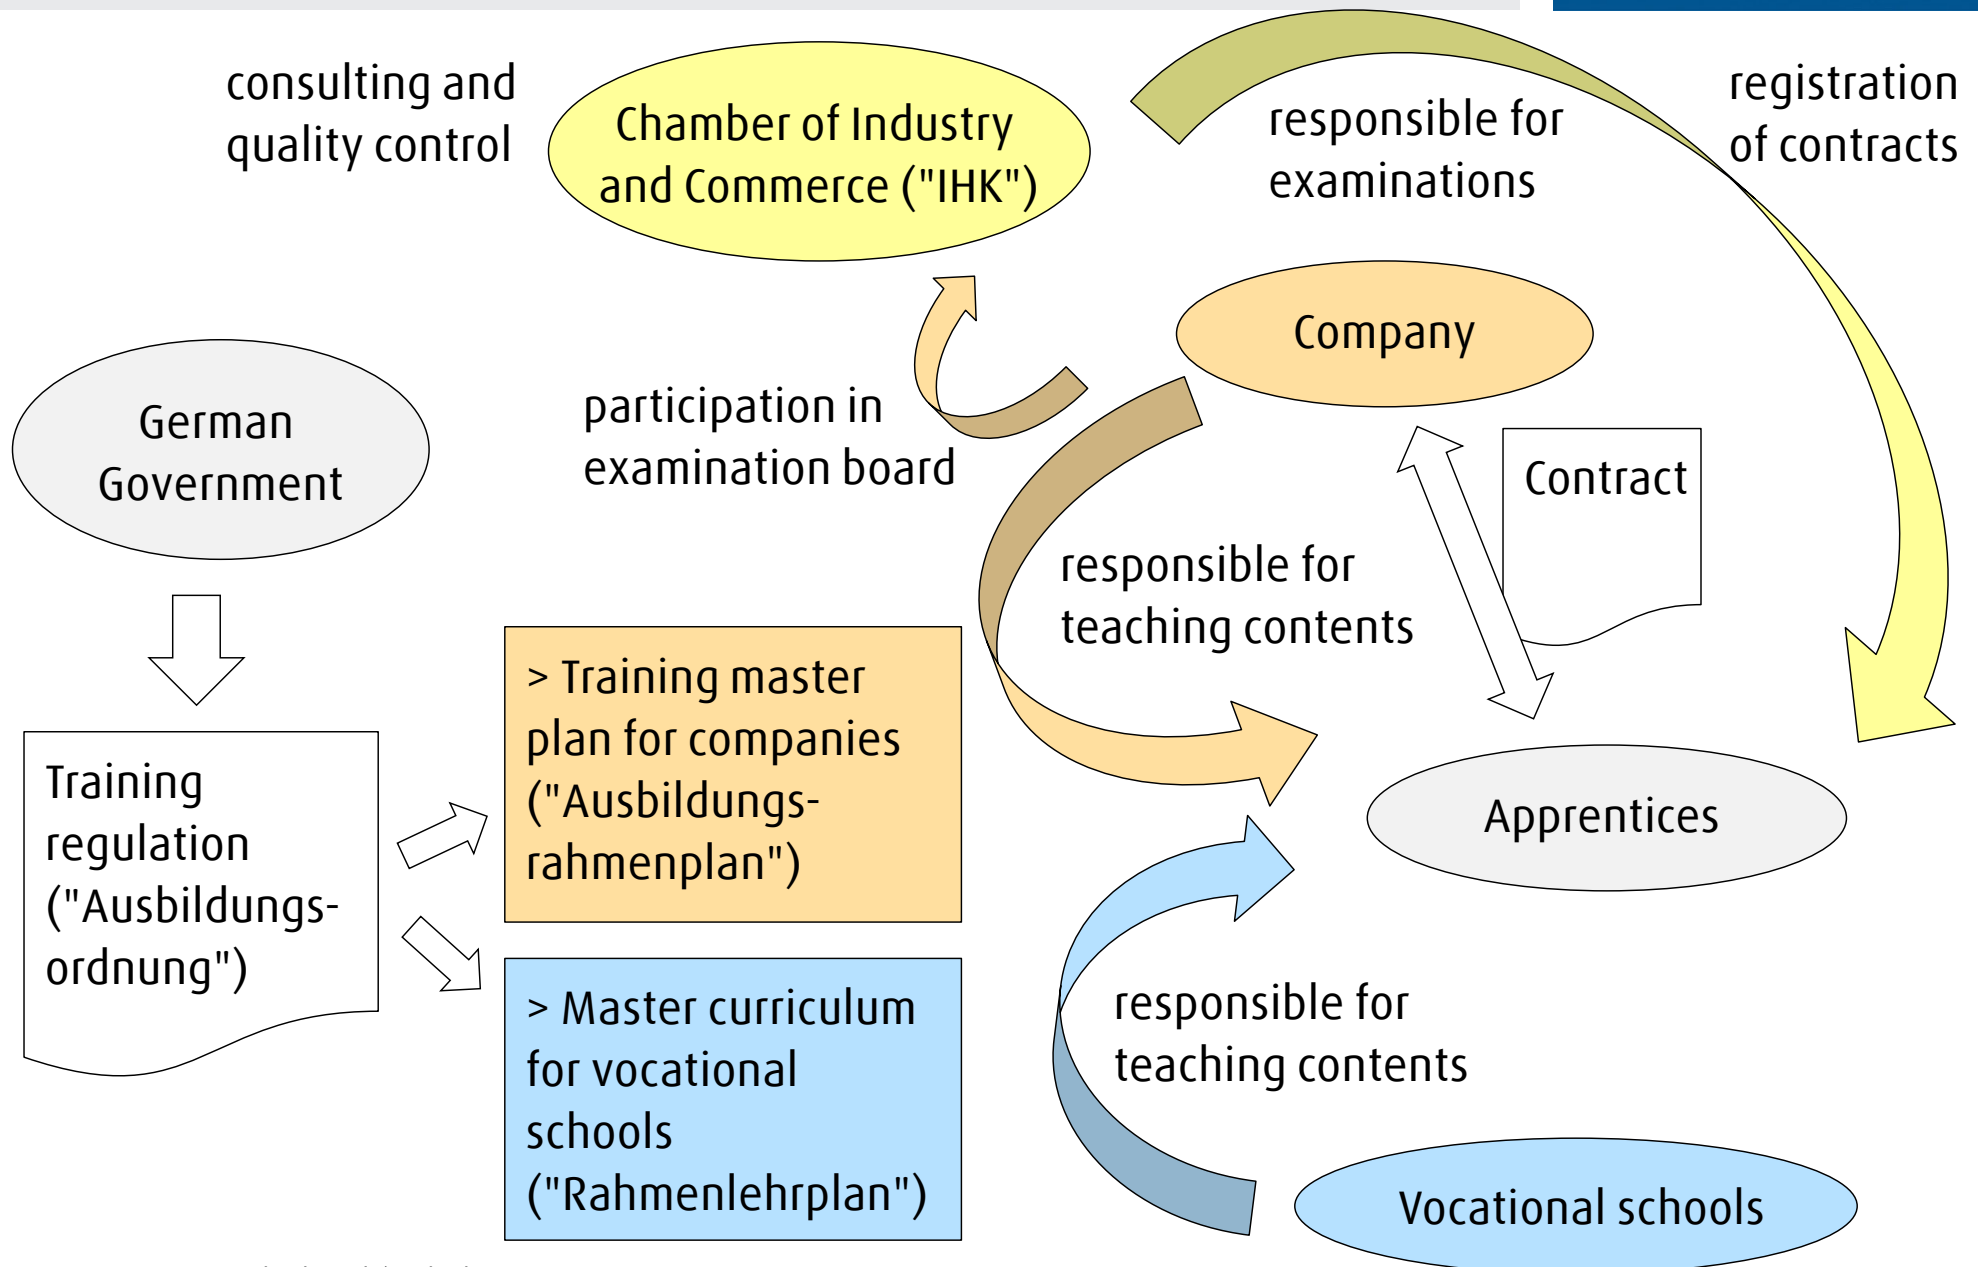 consulting and
quality control
Chamber of Industry
and Commerce ("IHK")
responsible for
examinations
registration
of contracts
Company
German
Government
participation in
examination board
Contract
responsible for
teaching contents
> Training master
plan for companies
("Ausbildungs-
rahmenplan")
Training
regulation
("Ausbildungs-
ordnung")
Apprentices
> Master curriculum
for vocational
schools
("Rahmenlehrplan")
responsible for
teaching contents
Vocational schools